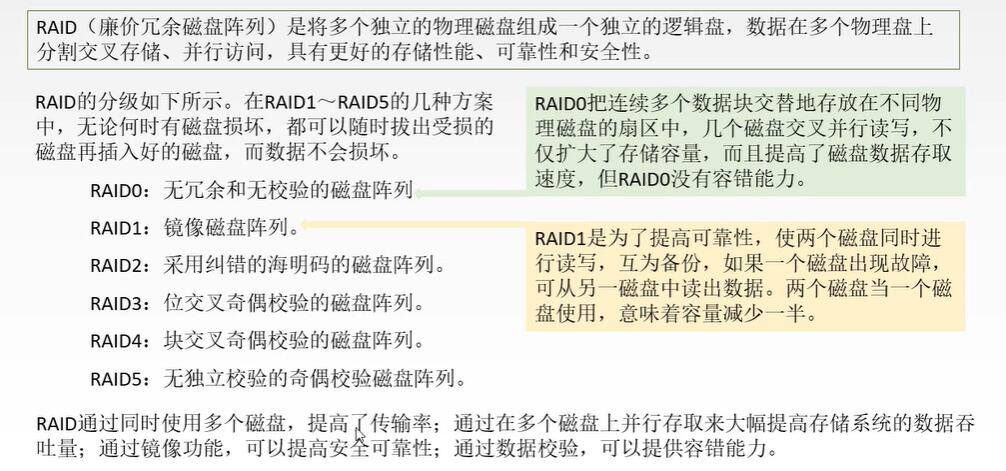 RAID（廉价冗余磁盘阵列）是将多个独立的物理磁盘组成一个独立的逻辑盘，数据在多个物理盘上
分割交叉存储、并行访问，具有更好的存储性能、可靠性和安全性。
RAID的分级如下所示。在RAID1～RAID5的几种方案
中，无论何时有磁盘损坏，都可以随时拔出受损的
磁盘再插入好的磁盘，而数据不会损坏。
RAID0：无冗余和无校验的磁盘阵列
RAID1：镜像磁盘阵列。
RAID2：采用纠错的海明码的磁盘阵列。
RAID3：位交叉奇偶校验的磁盘阵列。
RAID4：块交叉奇偶校验的磁盘阵列。
RAID5：无独立校验的奇偶校验磁盘阵列。
RAID0把连续多个数据块交替地存放在不同物
理磁盘的扇区中，几个磁盘交叉并行读写，不
仅扩大了存储容量，而且提高了磁盘数据存取
速度，但RAID0没有容错能力。
RAID1是为了提高可靠性，使两个磁盘同时进
行读写，互为备份，如果一个磁盘出现故障，
可从另一磁盘中读出数据。两个磁盘当一个磁
盘使用，意味着容量减少一半。
RAID通过同时使用多个磁盘，提高了传输率；通过在多个磁盘上并行存取来大幅提高存储系统的数据吞
吐量；通过镜像功能，可以提高安全可靠性；通过数据校验，可以提供容错能力。